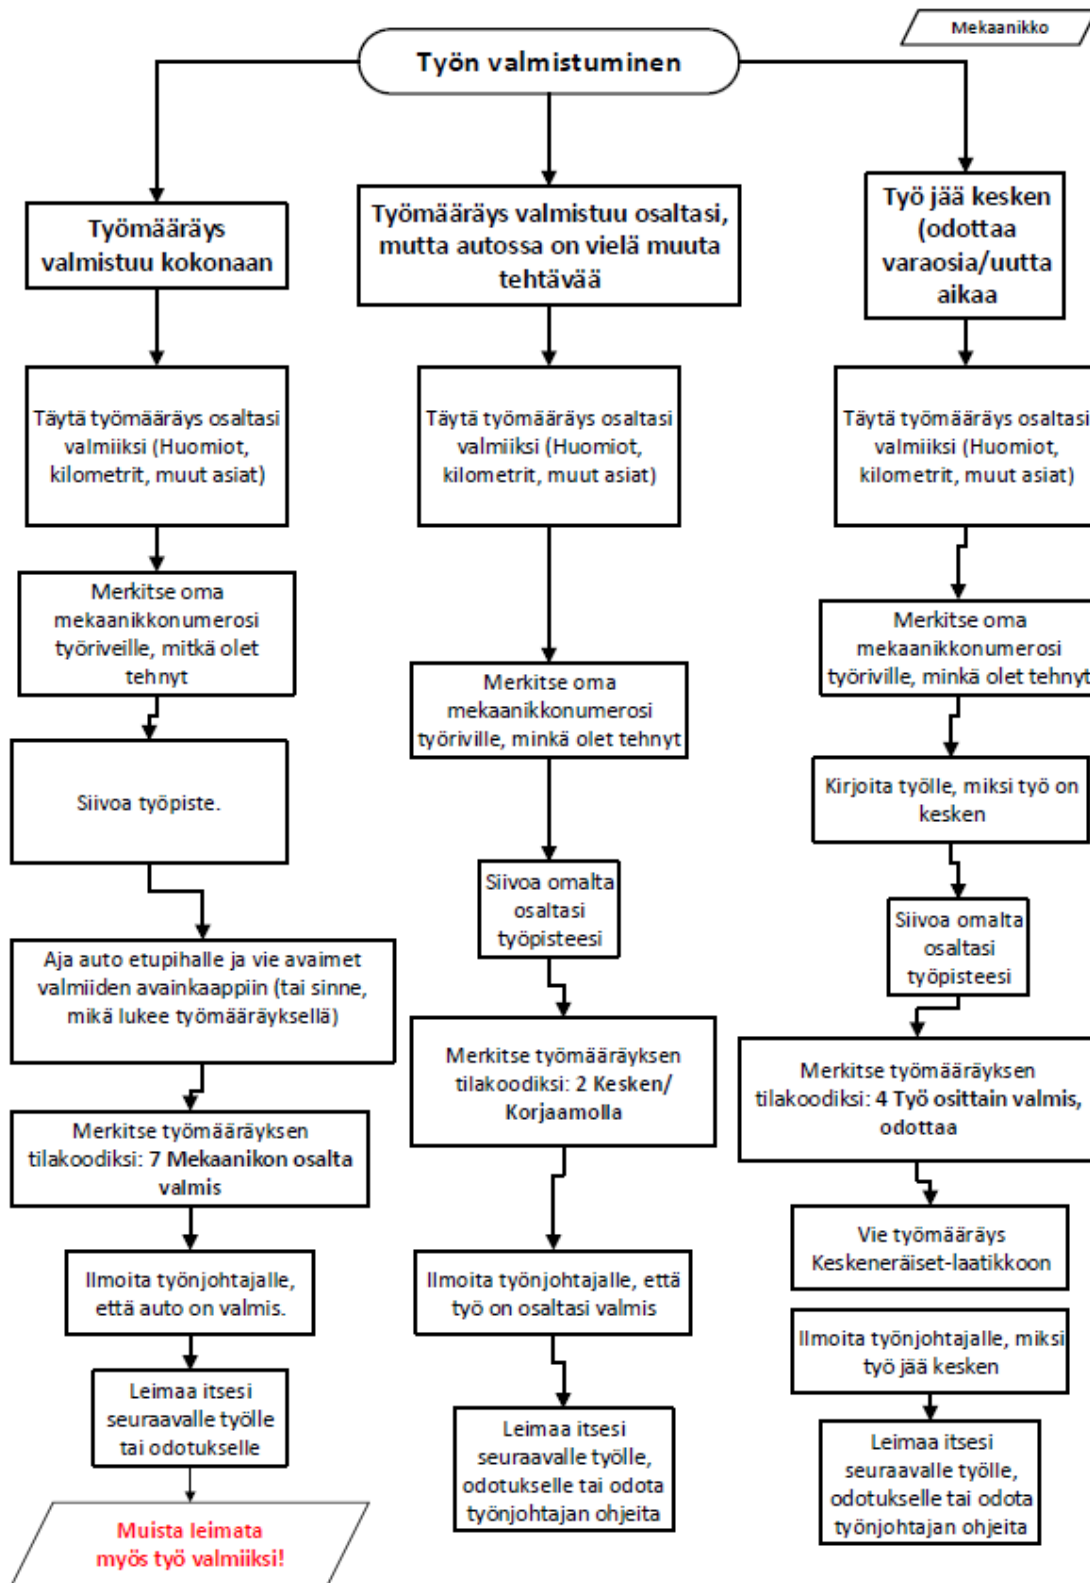 Mekaanikko
Työn valmistuminen
Työmääräys
valmistuu kokonaan
Täytä työmääräys osaltasi
valmiiksi (Huomiot,
kilometrit, muut asiat)
Merkitse oma
mekaanikkonumerosi
työriveille, mitkä olet
tehnyt
Siivoa työpiste.
Aja auto etupihalle ja vie avaimet
valmiiden avainkaappiin (tai sinne,
mikä lukee työmääräyksellä)
Merkitse työmääräyksen
tilakoodiksi: 7 Mekaanikon osalta
valmis
Ilmoita työnjohtajalle,
että auto on valmis.
Leimaa itsesi
seuraavalle työlle
tai odotukselle
Muista leimata
myös työ valmiiksi!
Työmääräys valmistuu osaltasi,
mutta autossa on vielä muuta
tehtävää
Täytä työmääräys osaltasi
valmiiksi (Huomiot,
kilometrit, muut asiat)
Merkitse oma
mekaanikkonumerosi
työriville, minkä olet tehnyt
Siivoa omalta
osaltasi
työpisteesi
Merkitse työmääräyksen
tilakoodiksi: 2 Kesken/
Korjaamolla
Ilmoita työnjohtajalle, että
työ on osaltasi valmis
Leimaa itsesi
seuraavalle työlle,
odotukselle tai odota
työnjohtajan ohjeita
Työ jää kesken
(odottaa
varaosia/uutta
aikaa
Täytä työmääräys osaltasi
valmiiksi (Huomiot,
kilometrit, muut asiat)
Merkitse oma
mekaanikkonumerosi
työriville, minkä olet tehnyt
Kirjoita työlle, miksi työ on
kesken
Siivoa omalta
osaltasi
työpisteesi
Merkitse työmääräyksen
tilakoodiksi: 4 Työ osittain valmis,
odottaa
Vie työmääräys
Keskeneräiset-laatikkoon
Ilmoita työnjohtajalle, miksi
työ jää kesken
Leimaa itsesi
seuraavalle työlle,
odotukselle tai odota
työnjohtajan ohjeita